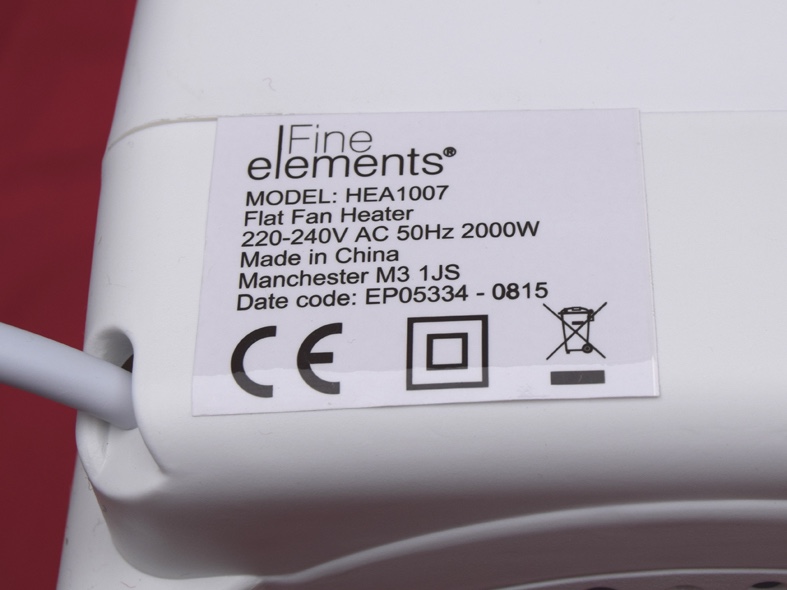 Fine
elements®
MODEL: HEA1007
Flat Fan Heater
220-240V AC 50Hz 2000W
Made in China
Manchester M3 1JS
Date code: EP05334 - 0815
CE